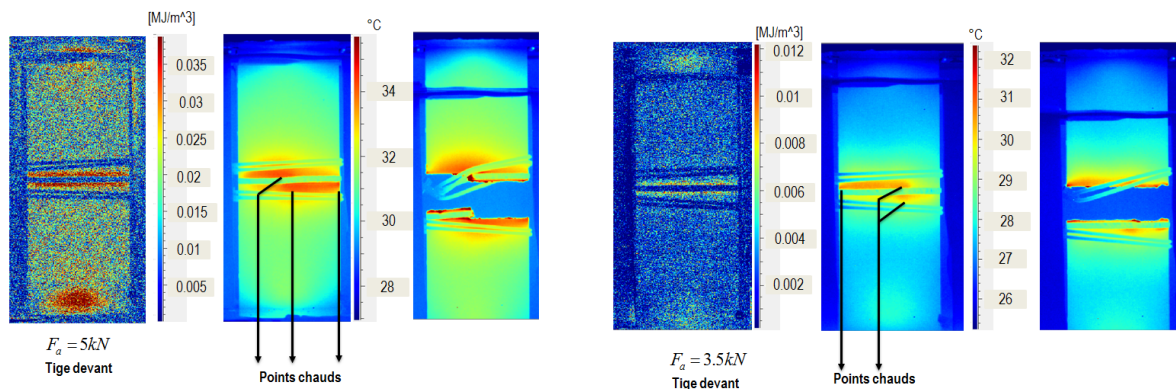 [MJ/m^3]
0.035
0.03
0.025
0.02
0.015
0.01
0.005
°C
34
32
30
28
F_a = 5kN
Tige devant
Points chauds
[MJ/m^3]
0.012
0.01
0.008
0.006
0.004
0.002
°C
32
31
30
29
28
27
26
F_a = 3.5kN
Tige devant
Points chauds